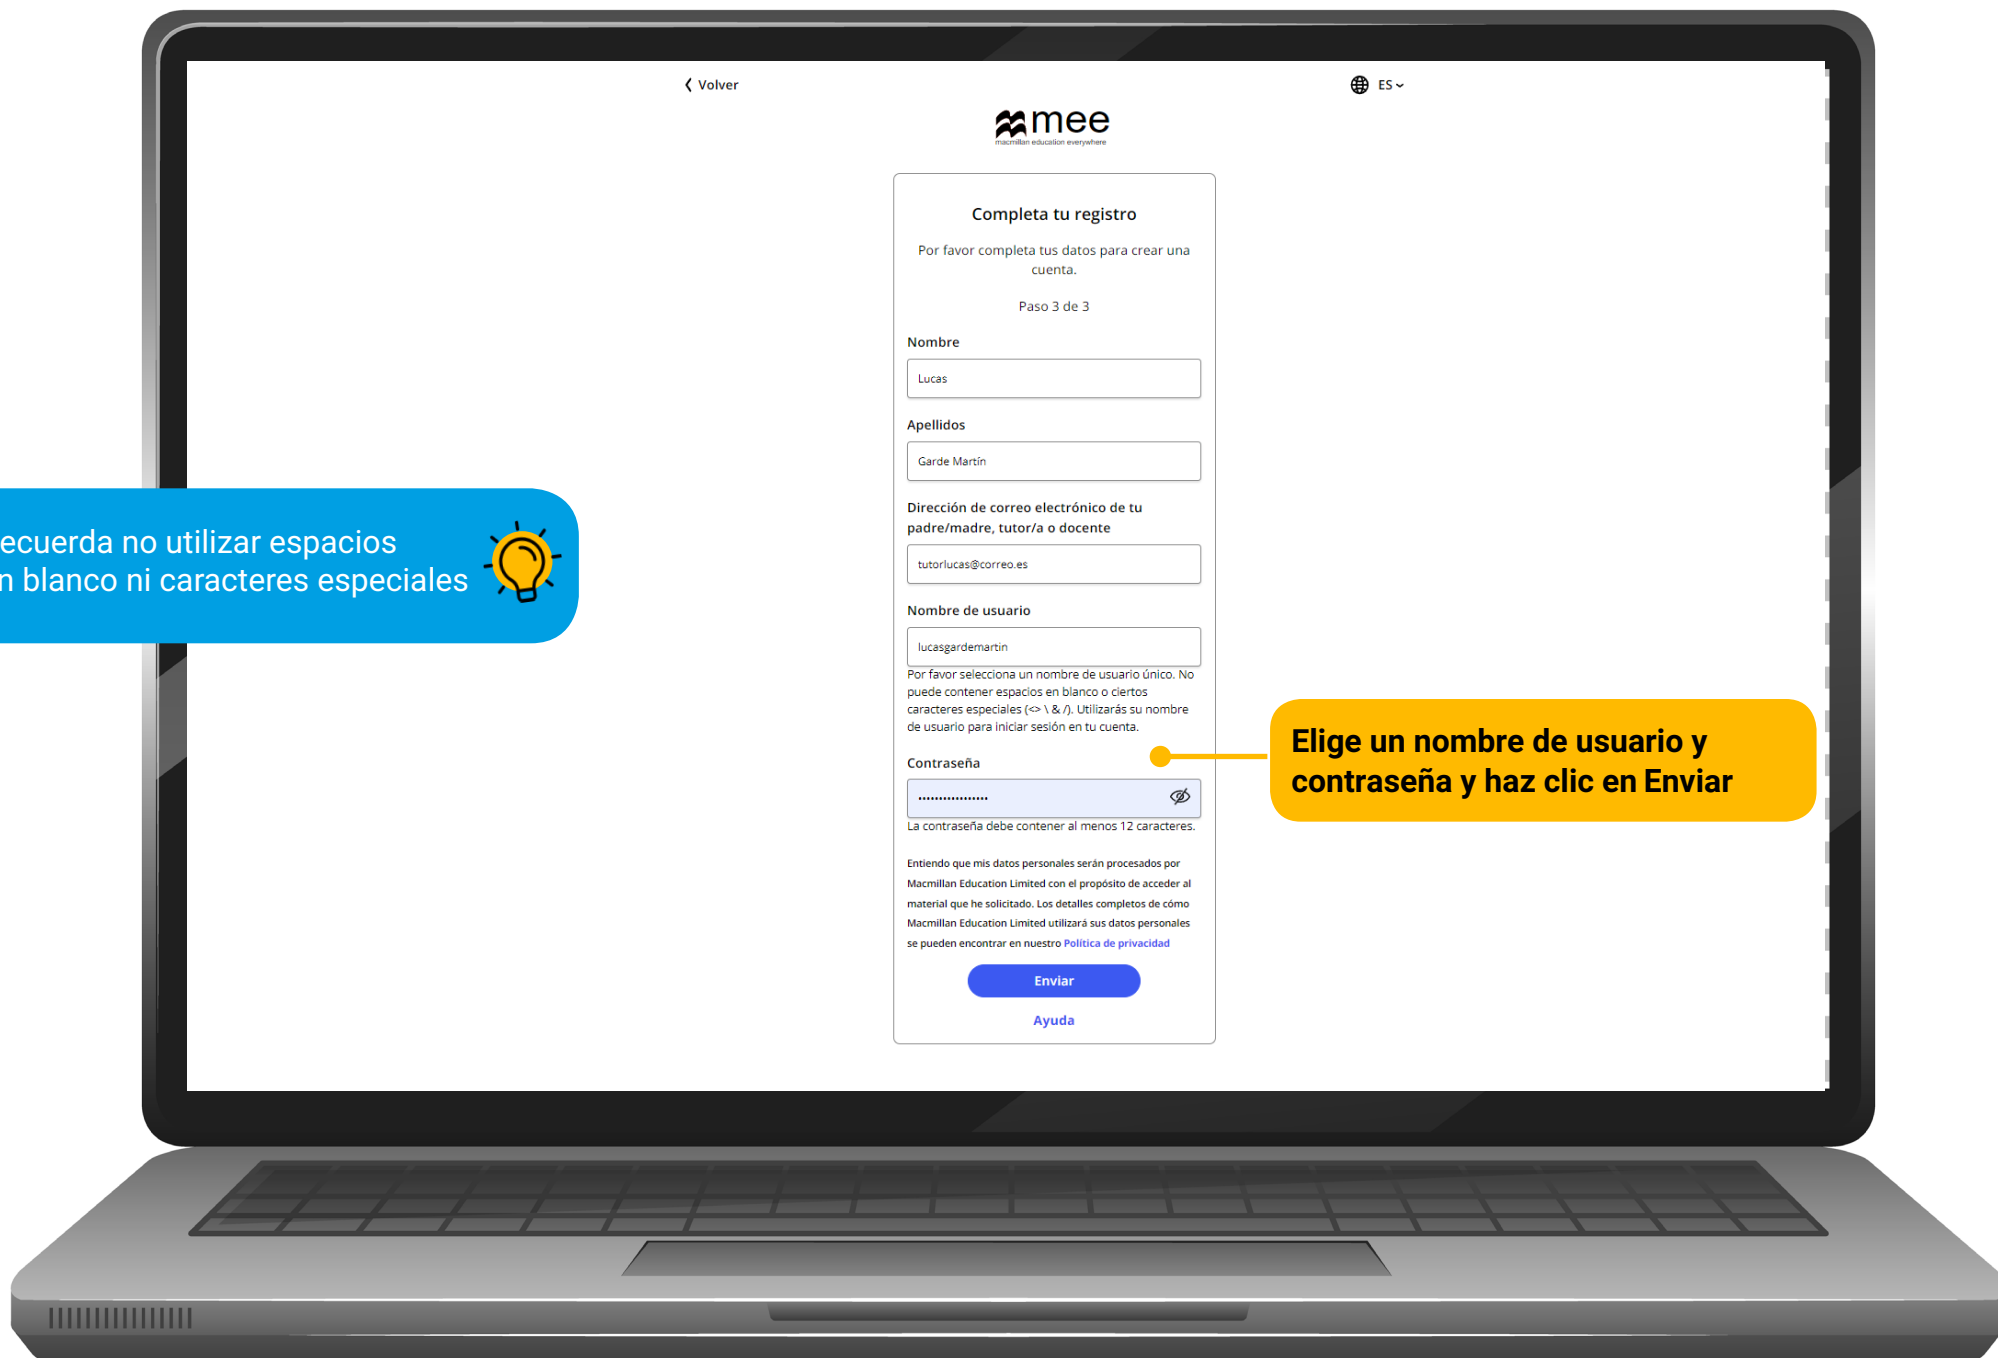 Volver
ES
mee
macmillan education everywhere
Completa tu registro
Por favor completa tus datos para crear una
cuenta.
Paso 3 de 3
Nombre
Lucas
Apellidos
Garde Martín
Dirección de correo electrónico de tu
padre/madre, tutor/a o docente
tutorlucas@correo.es
ecuerda no utilizar espacios
n blanco ni caracteres especiales
Nombre de usuario
lucasgardemartin
Por favor selecciona un nombre de usuario único. No
puede contener espacios en blanco o ciertos
caracteres especiales (<> \ & /). Utilizarás su nombre
de usuario para iniciar sesión en tu cuenta.
Elige un nombre de usuario y
contraseña y haz clic en Enviar
Contraseña
•••••••••••••••••
La contraseña debe contener al menos 12 caracteres.
Entiendo que mis datos personales serán procesados por
Macmillan Education Limited con el propósito de acceder al
material que he solicitado. Los detalles completos de cómo
Macmillan Education Limited utilizará sus datos personales
se pueden encontrar en nuestro Política de privacidad
Enviar
Ayuda